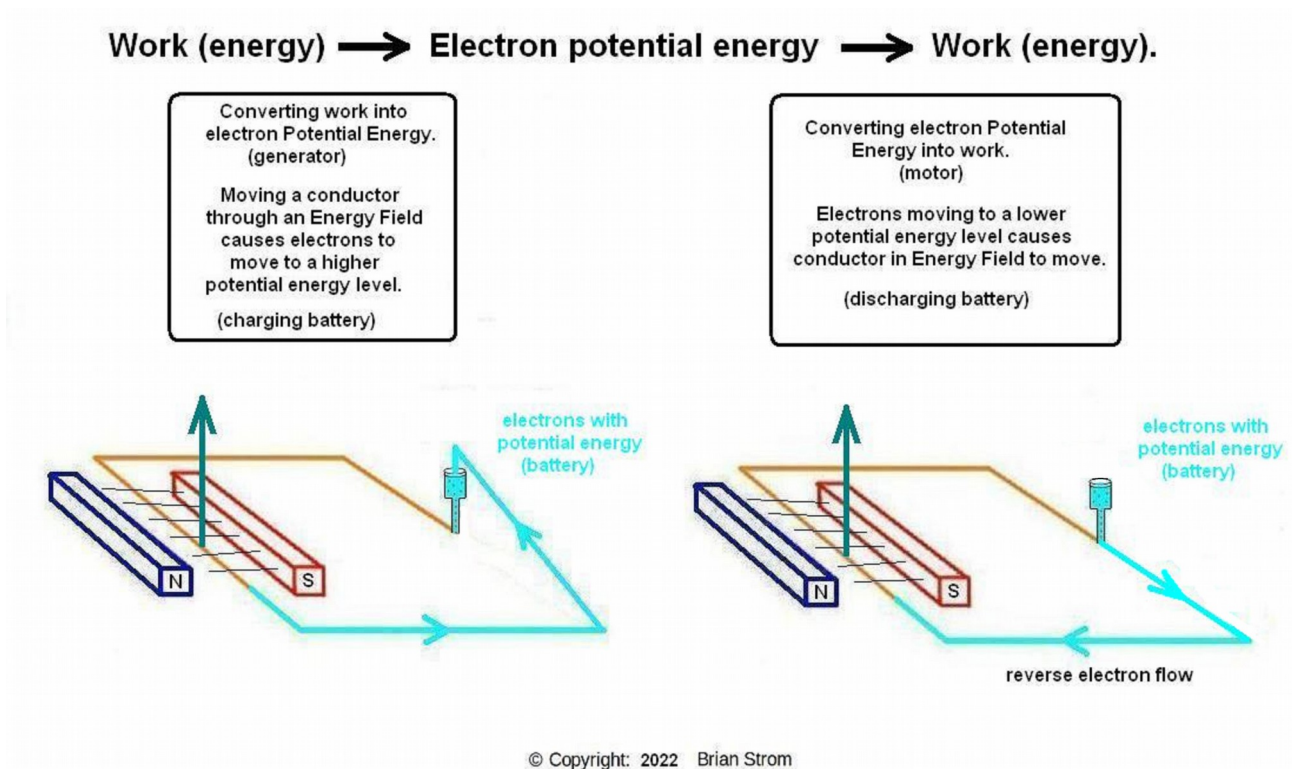 Work (energy) → Electron potential energy → Work (energy).
Converting work into
electron Potential Energy.
(generator)
Moving a conductor
through an Energy Field
causes electrons to
move to a higher
potential energy level.
(charging battery)
Converting electron Potential
Energy into work.
(motor)
Electrons moving to a lower
potential energy level causes
conductor in Energy Field to move.
(discharging battery)
electrons with
potential energy
(battery)
N
S
electrons with
potential energy
(battery)
N
S
reverse electron flow
© Copyright: 2022 Brian Strom